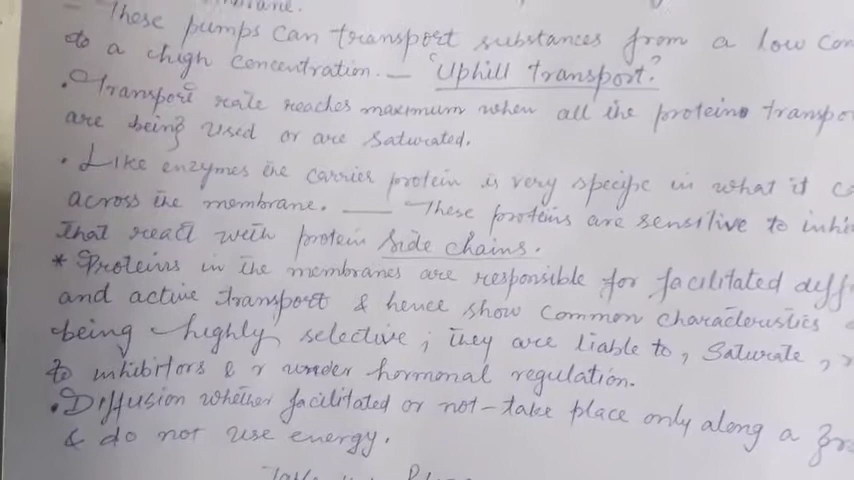 These pumps can transport substances from a low con
to a high concentration. — 'Uphill transport'.
• Transport rate reaches maximum when all the proteins transpo
are being used or are saturated.
• Like enzymes the carrier protein is very specific in what it c
across the membrane. — These proteins are sensitive to inhi
that react with protein side chains.
* Proteins in the membranes are responsible for facilitated diff
and active transport & hence show common characteristics
being highly selective; they are liable to, saturate,
to inhibitors & r under hormonal regulation.
• Diffusion whether facilitated or not - take place only along a gra
& do not use energy.